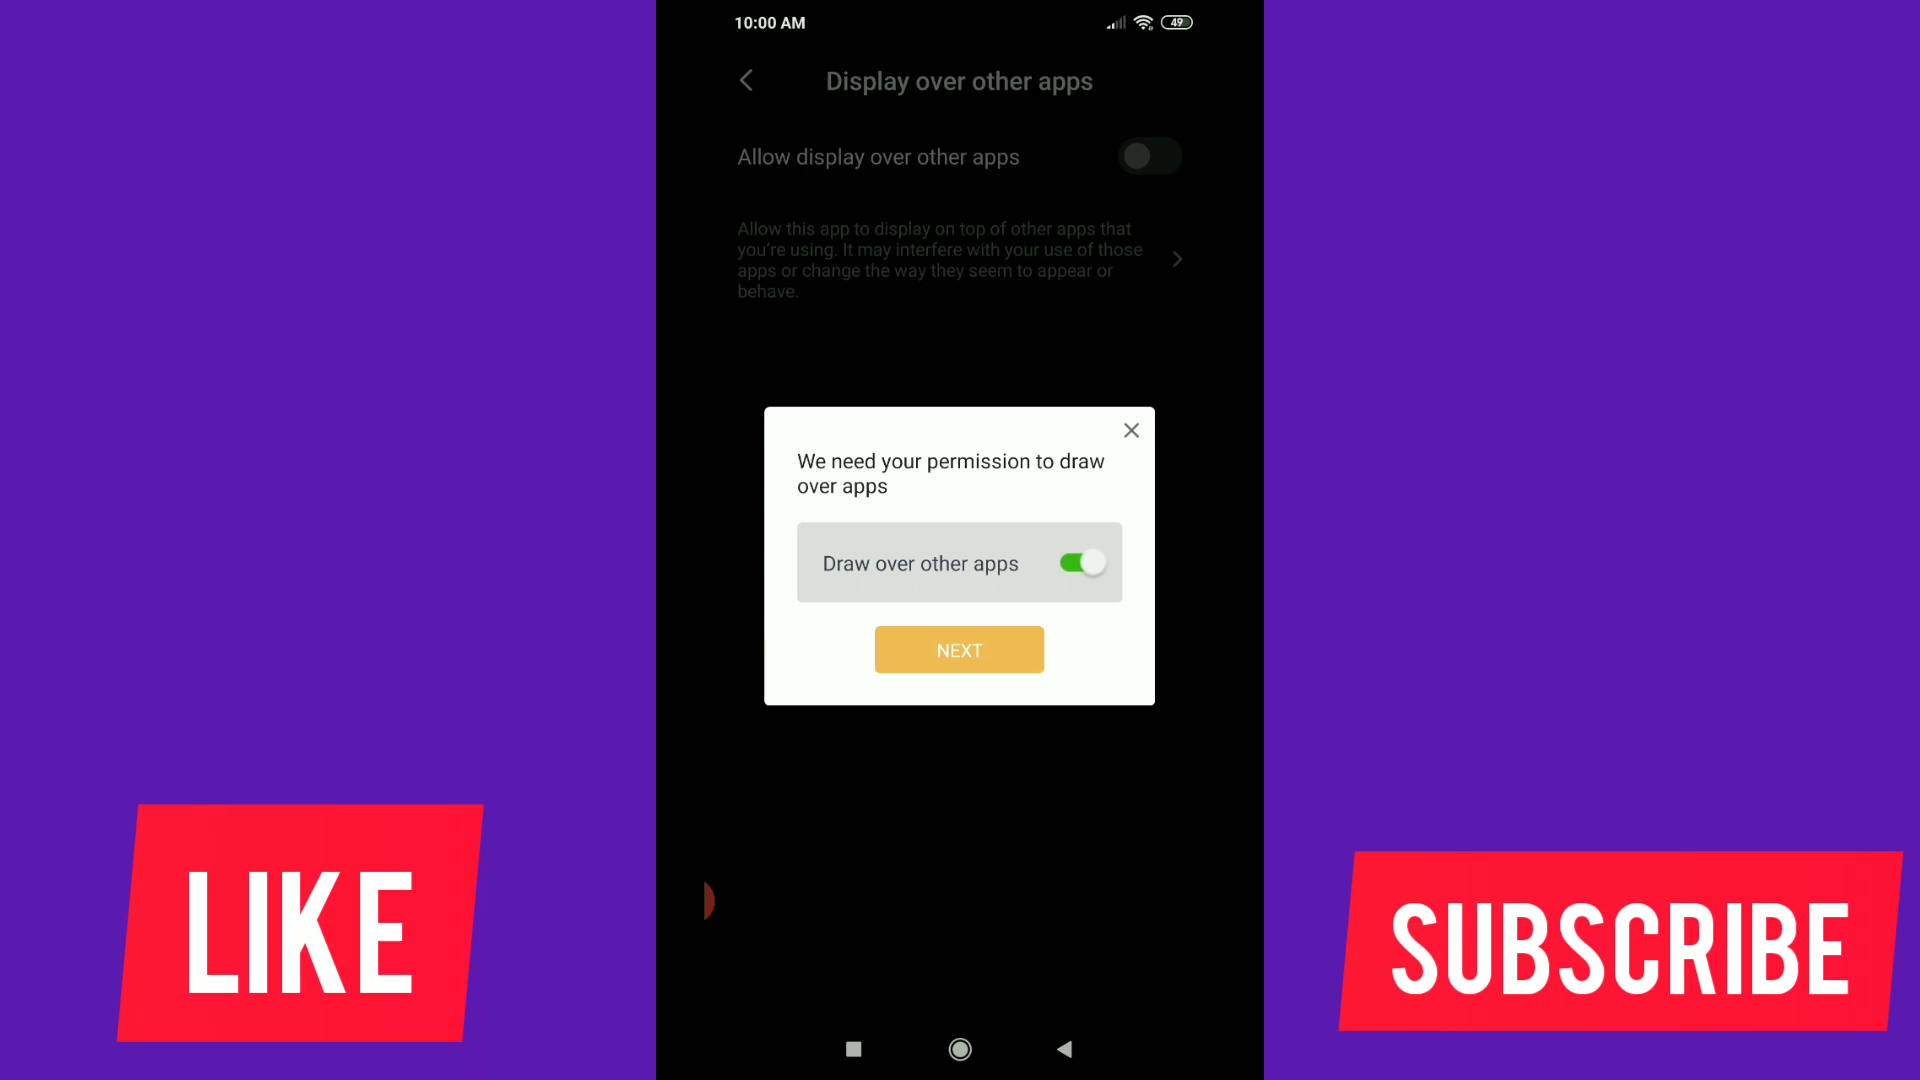 10:00 AM
49
Display over other apps
Allow display over other apps
Allow this app to display on top of other apps that
you're using. It may interfere with your use of those
apps or change the way they seem to appear or
behave.
We need your permission to draw
over apps
Draw over other apps
NEXT
LIKE
SUBSCRIBE